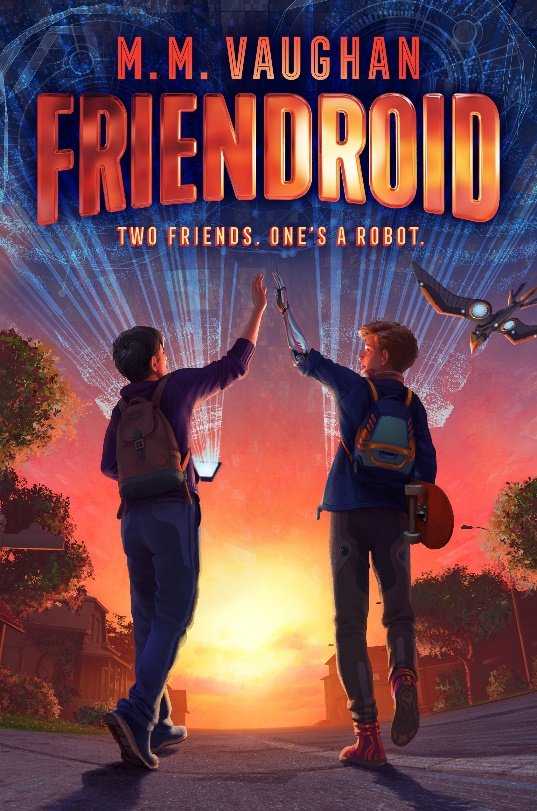 M.M. VAUGHAN
FRIENDROID
TWO FRIENDS. ONE'S A ROBOT.